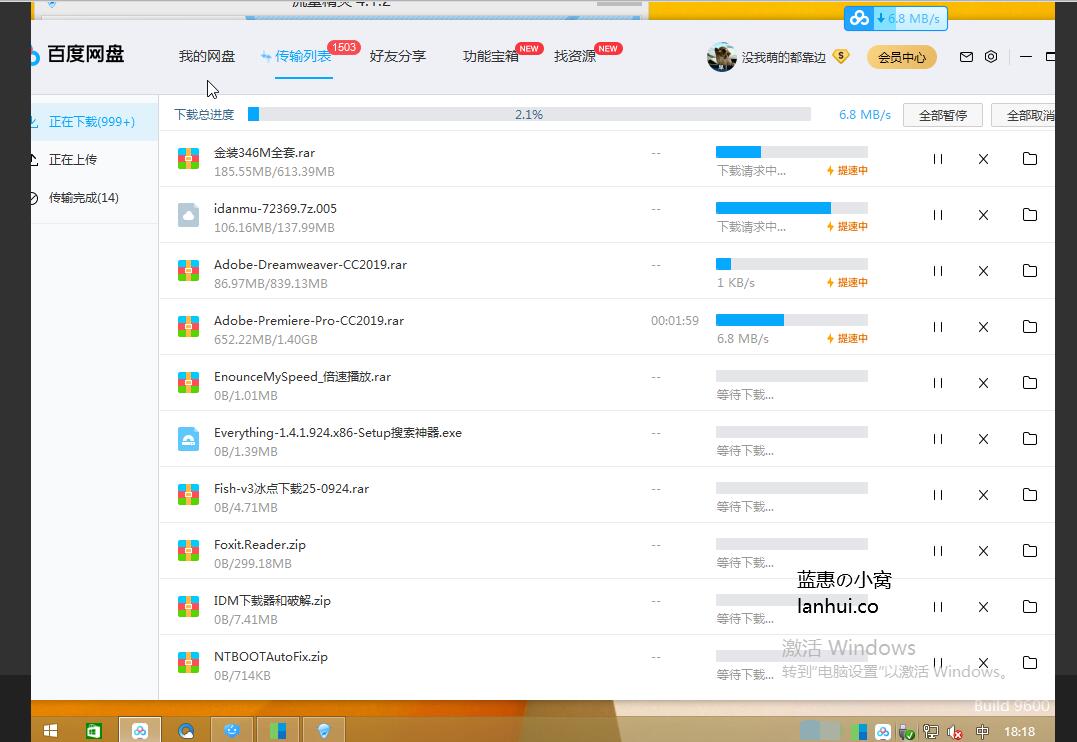 流量精灵 4.1.2
6.8 MB/s
百度网盘
我的网盘
传输列表
1503
好友分享
功能宝箱
NEW
找资源
NEW
没我萌的都靠边
S
会员中心
正在下载(999+)
正在上传
传输完成(14)
下载总进度
2.1%
6.8 MB/s
全部暂停
全部取消
金装346M全套.rar
185.55MB/613.39MB
--
下载请求中...
提速中
idanmu-72369.7z.005
106.16MB/137.99MB
--
下载请求中...
提速中
Adobe-Dreamweaver-CC2019.rar
86.97MB/839.13MB
--
1 KB/s
提速中
Adobe-Premiere-Pro-CC2019.rar
652.22MB/1.40GB
00:01:59
6.8 MB/s
提速中
EnounceMySpeed_倍速播放.rar
0B/1.01MB
--
等待下载...
Everything-1.4.1.924.x86-Setup搜索神器.exe
0B/1.39MB
--
等待下载...
Fish-v3冰点下载25-0924.rar
0B/4.71MB
--
等待下载...
Foxit.Reader.zip
0B/299.18MB
--
等待下载...
IDM下载器和破解.zip
0B/7.41MB
--
等待下载...
NTBOOTAutoFix.zip
0B/714KB
--
等待下载...
蓝惠の小窝
lanhui.co
激活 Windows
转到“电脑设置”以激活 Windows。
Build 9600
中
18:18